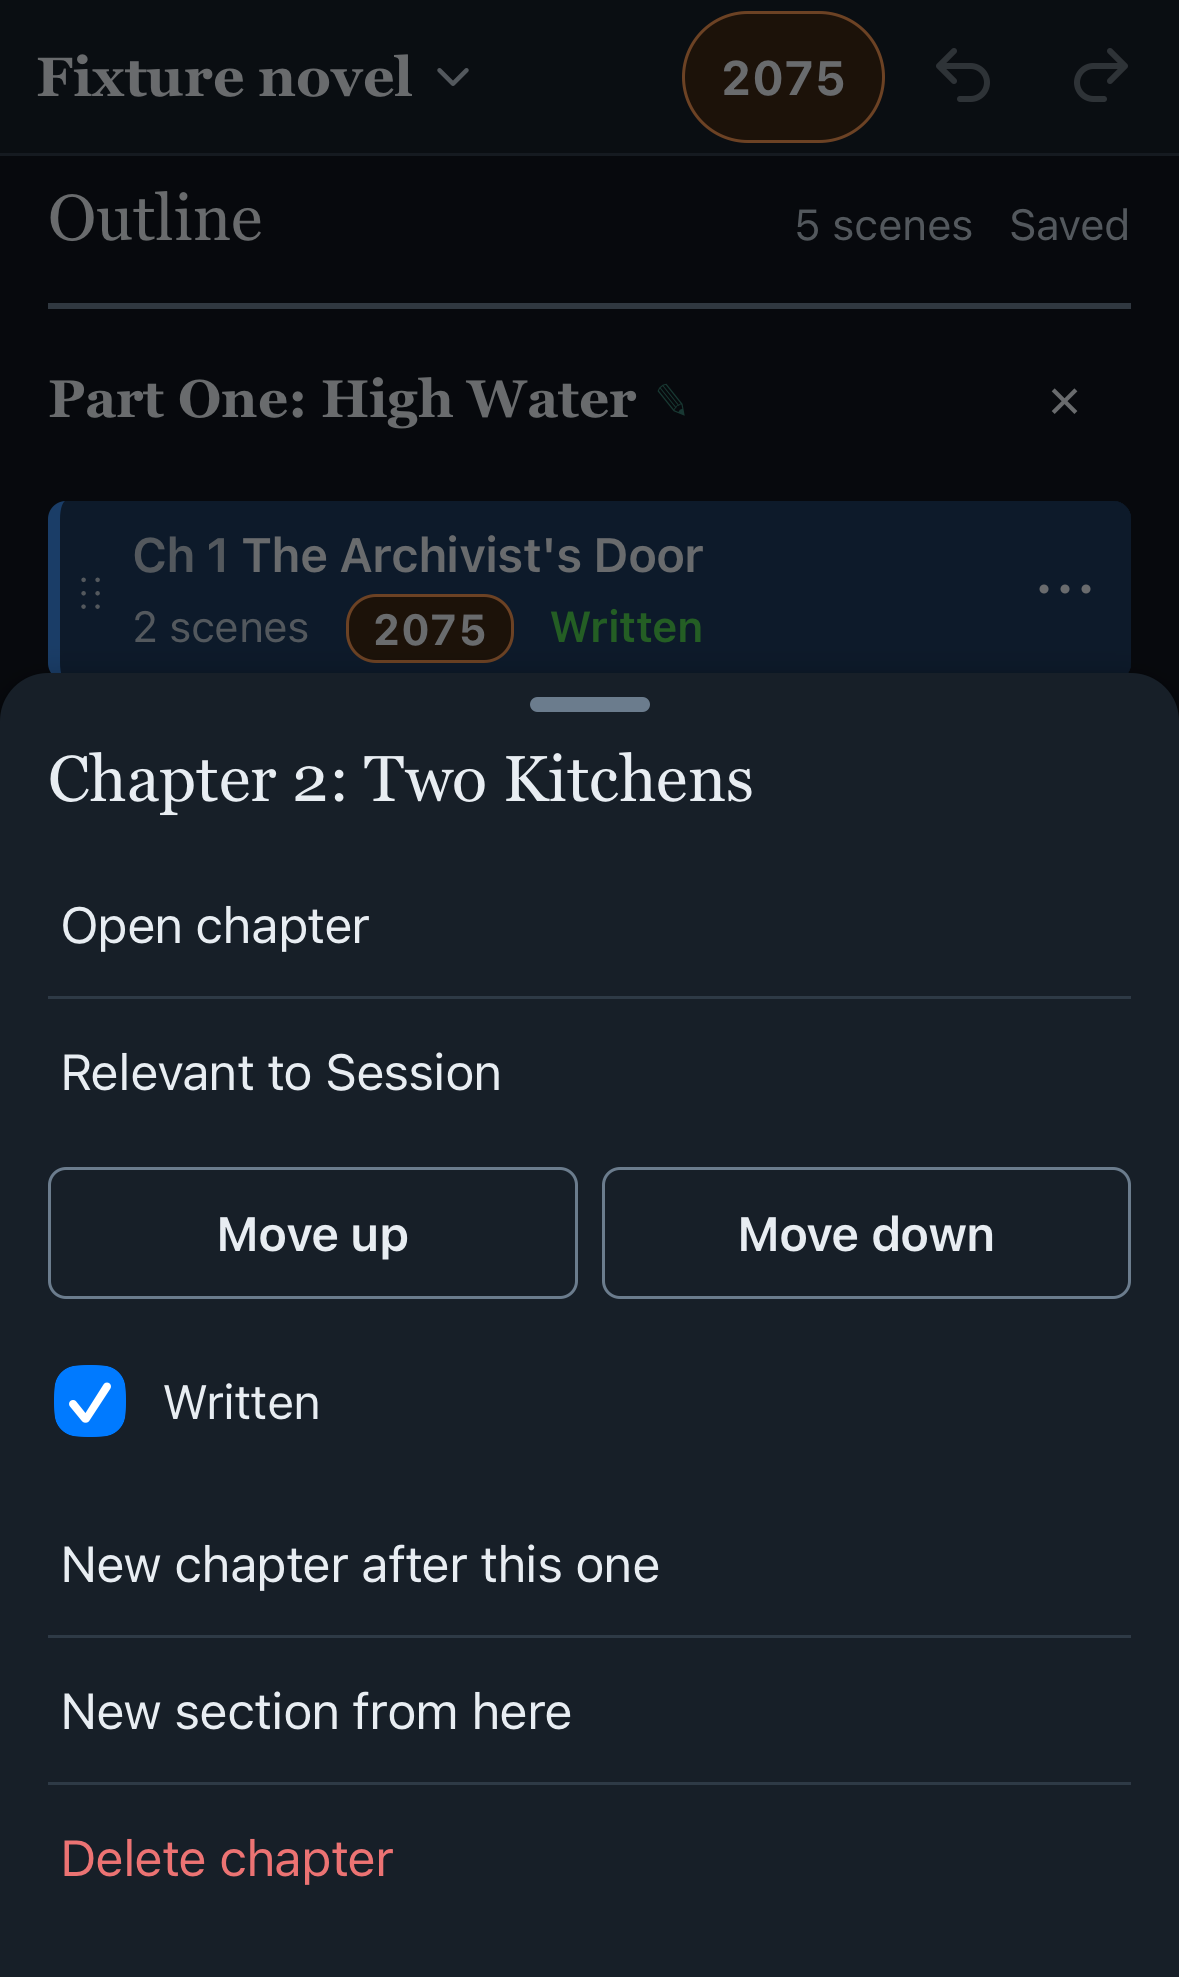 Fixture novel 2075
Outline 5 scenes Saved
Part One: High Water
Ch 1 The Archivist's Door
2 scenes 2075 Written
Chapter 2: Two Kitchens
Open chapter
Relevant to Session
Move up Move down
Written
New chapter after this one
New section from here
Delete chapter